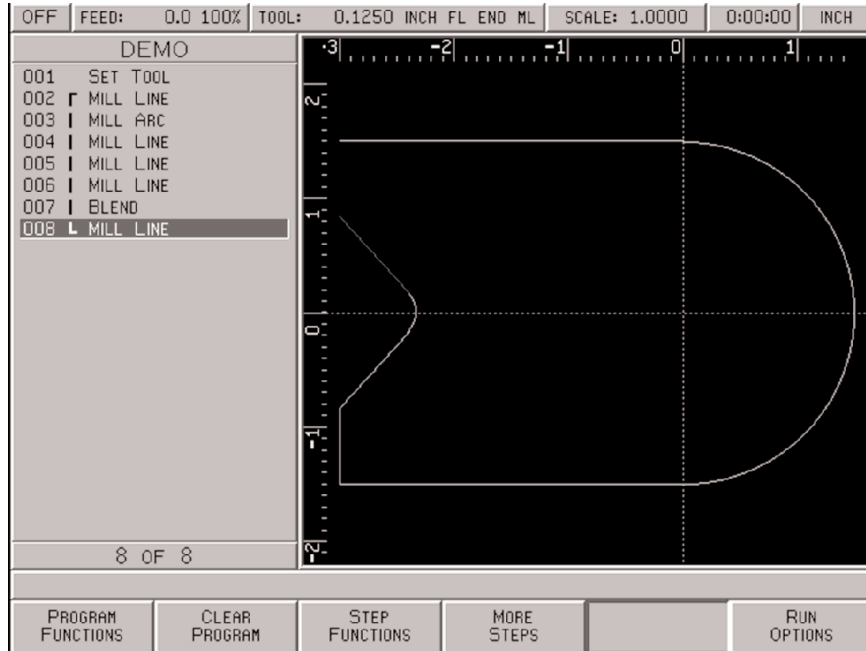 OFF FEED: 0.0 100% TOOL: 0.1250 INCH FL END ML SCALE: 1.0000 0:00:00 INCH
DEMO
001 SET TOOL
002 MILL LINE
003 MILL ARC
004 MILL LINE
005 MILL LINE
006 MILL LINE
007 BLEND
008 MILL LINE
8 OF 8
-3 -2 -1 0 1
2
1
0
-1
-2
PROGRAM FUNCTIONS
CLEAR PROGRAM
STEP FUNCTIONS
MORE STEPS
RUN OPTIONS